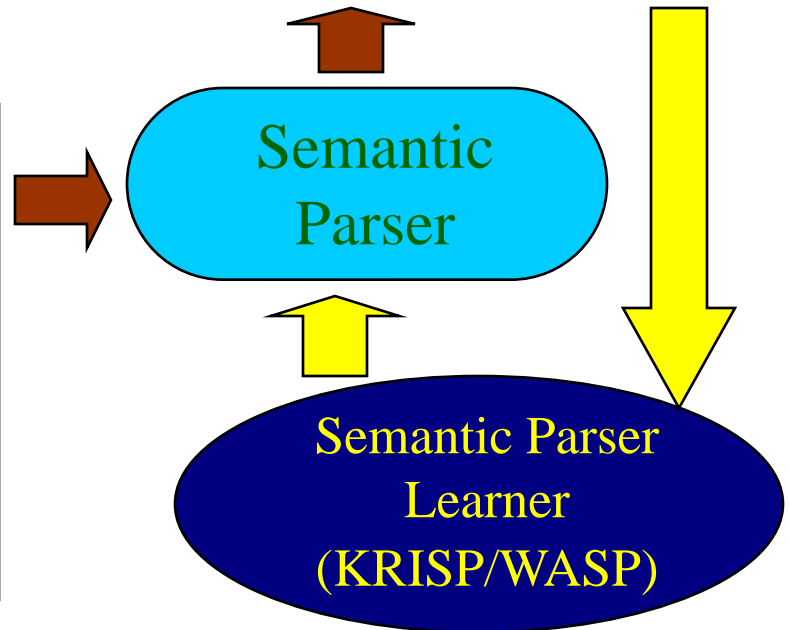 Semantic
Parser
Semantic Parser
Learner
(KRISP/WASP)